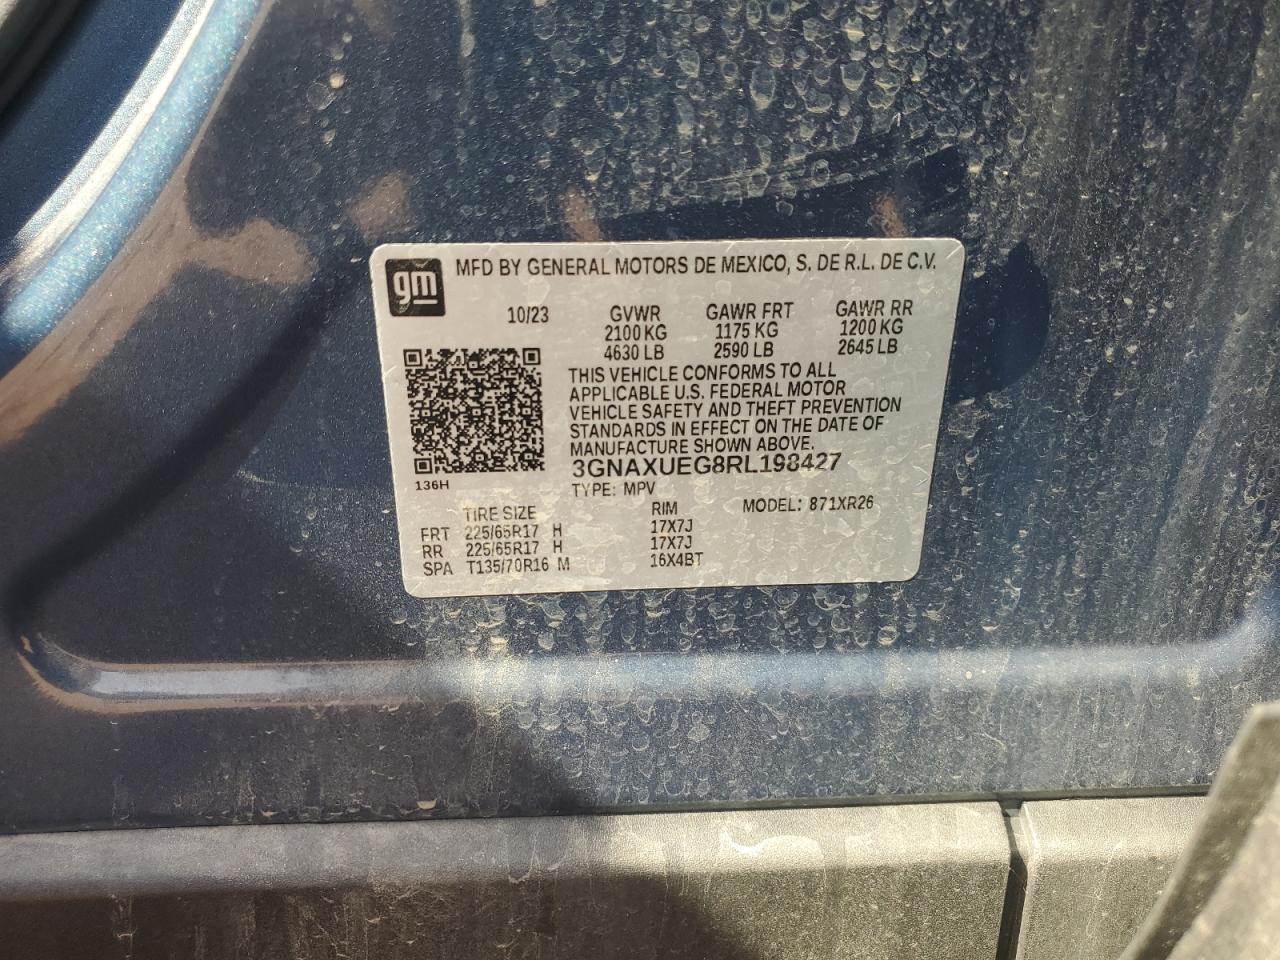 gm MFD BY GENERAL MOTORS DE MEXICO, S. DE R.L. DE C.V.
10/23 GVWR GAWR FRT GAWR RR
2100 KG 1175 KG 1200 KG
4630 LB 2590 LB 2645 LB
THIS VEHICLE CONFORMS TO ALL
APPLICABLE U.S. FEDERAL MOTOR
VEHICLE SAFETY AND THEFT PREVENTION
STANDARDS IN EFFECT ON THE DATE OF
MANUFACTURE SHOWN ABOVE.
3GNAXUEG8RL198427
136H TYPE: MPV
TIRE SIZE RIM MODEL: 871XR26
FRT 225/65R17 H 17X7J
RR 225/65R17 H 17X7J
SPA T135/70R16 M 16X4BT